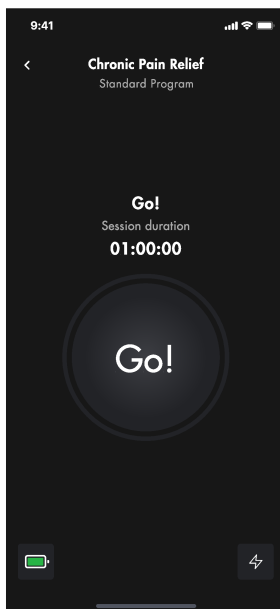 9:41
Chronic Pain Relief
Standard Program
Go!
Session duration
01:00:00
Go!